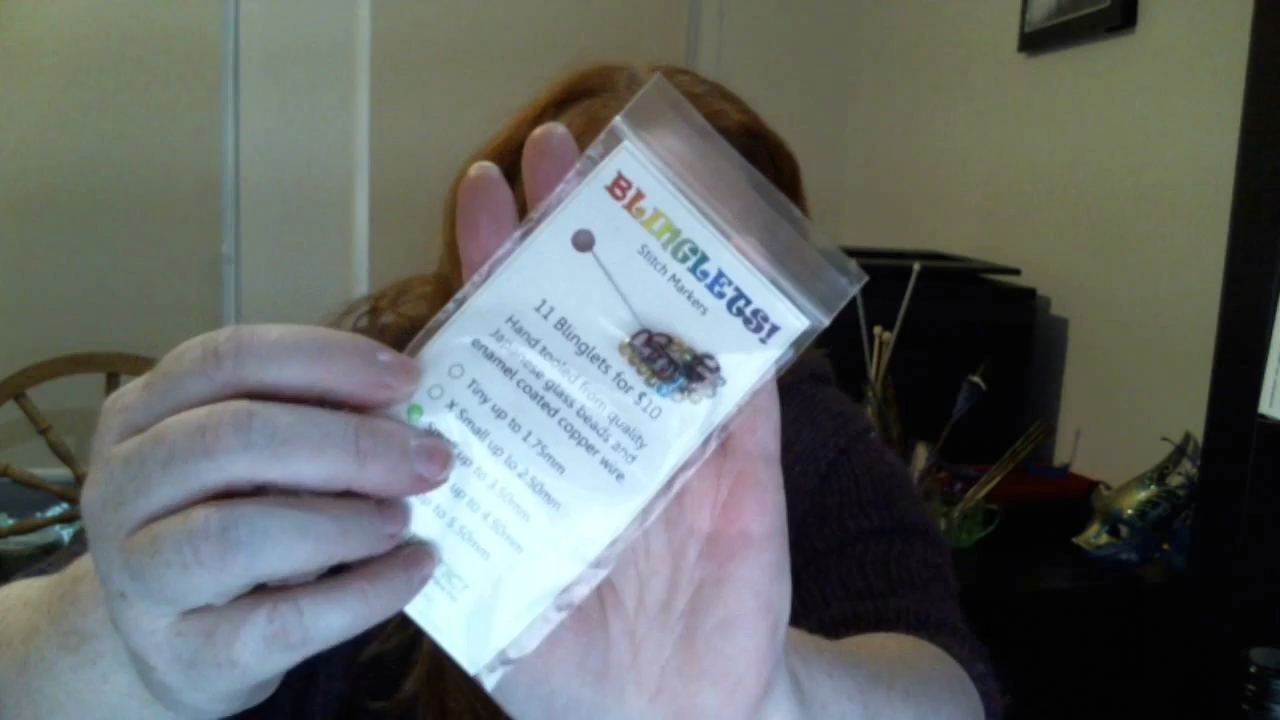 BLINGLETS!
Stitch Markers
11 Blinglets for $10
Hand tooled from quality
Japanese glass beads and
enamel coated copper wire.
Tiny up to 1.75mm
X Small up to 2.50mm
up to 3.50mm
up to 4.50mm
up to 5.50mm